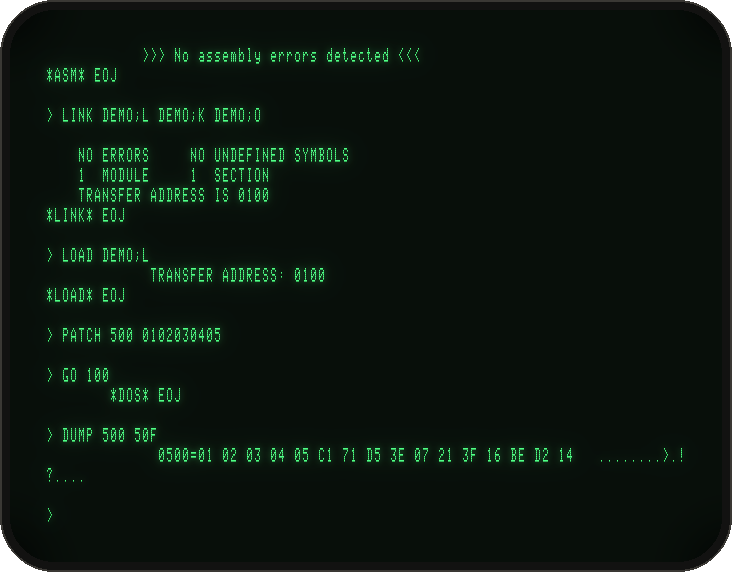 >>> No assembly errors detected <<<
*ASM* EOJ
> LINK DEMO;L DEMO;K DEMO;O
NO ERRORS     NO UNDEFINED SYMBOLS
1  MODULE     1  SECTION
TRANSFER ADDRESS IS 0100
*LINK* EOJ
> LOAD DEMO;L
TRANSFER ADDRESS: 0100
*LOAD* EOJ
> PATCH 500 0102030405
> GO 100
*DOS* EOJ
> DUMP 500 50F
0500=01 02 03 04 05 C1 71 D5 3E 07 21 3F 16 BE D2 14   ........>.!
?....
>